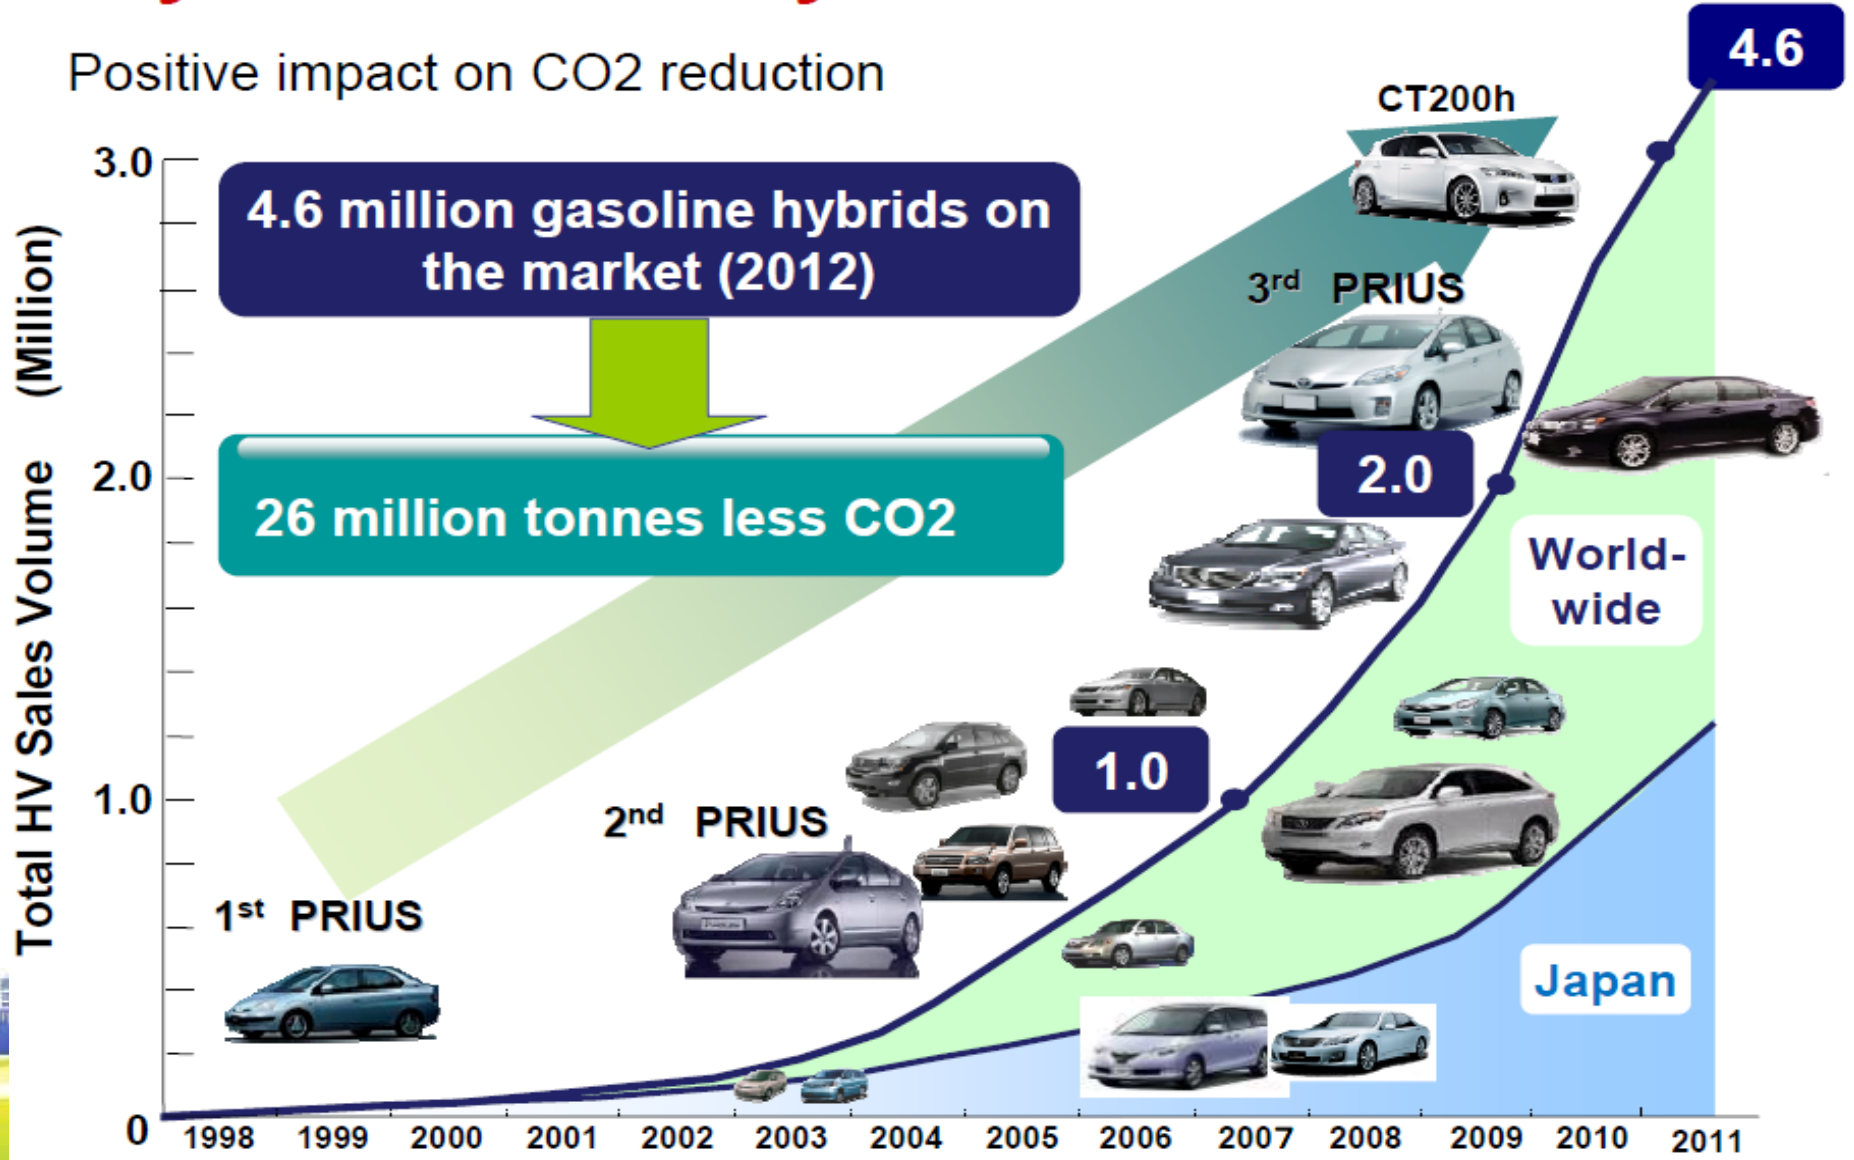 Positive impact on CO2 reduction
4.6
CT200h
3.0
4.6 million gasoline hybrids on
the market (2012)
3rd PRIUS
Total HV Sales Volume (Million)
2.0
2.0
26 million tonnes less CO2
World-
wide
1.0
1.0
2nd PRIUS
1st PRIUS
Japan
0
1998 1999 2000 2001 2002 2003 2004 2005 2006 2007 2008 2009 2010 2011